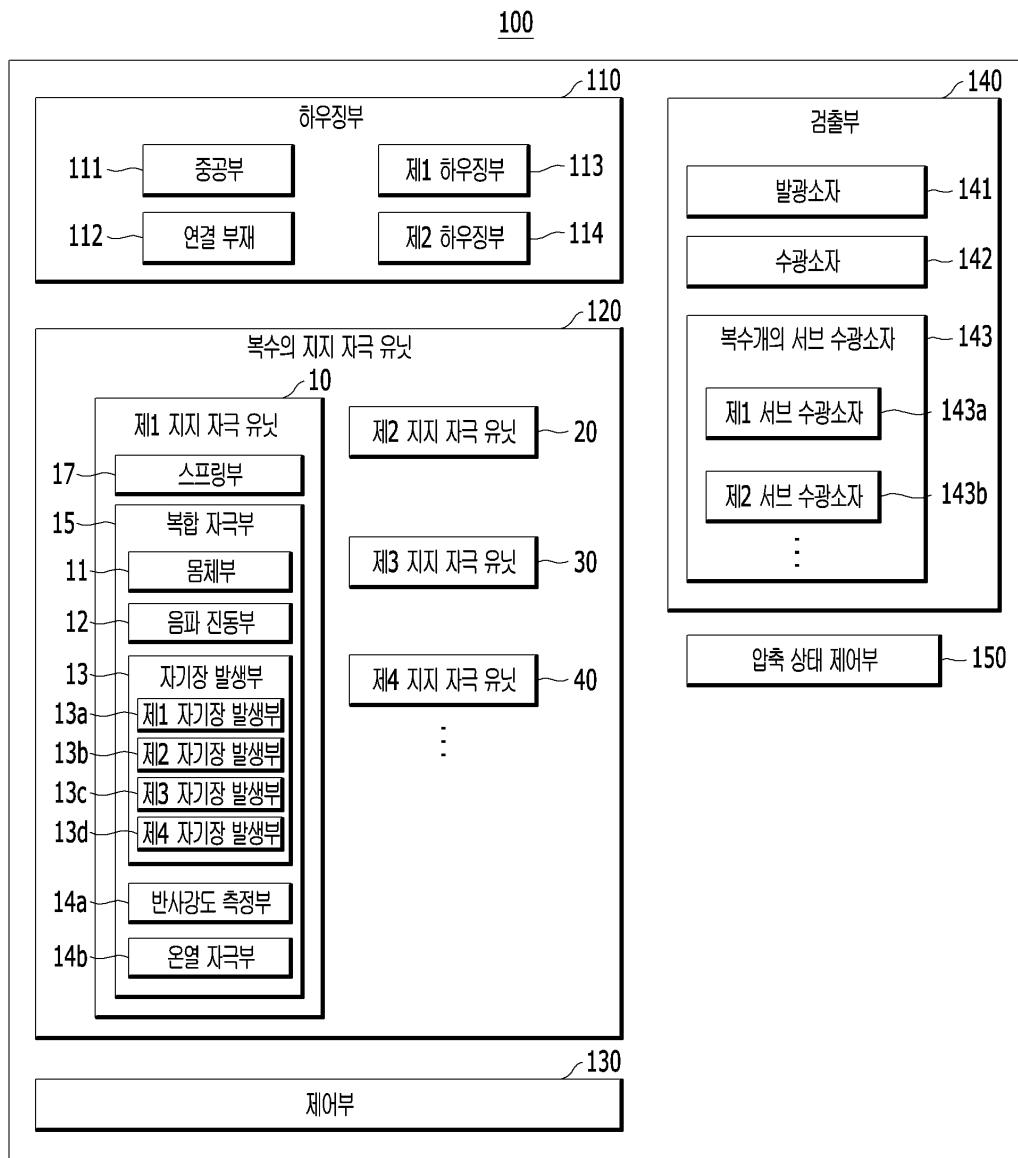 100
110
하우징부
111
중공부
제1 하우징부
113
112
연결 부재
제2 하우징부
114
140
검출부
발광소자
141
수광소자
142
복수개의 서브 수광소자
143
제1 서브 수광소자
143a
제2 서브 수광소자
143b
압축 상태 제어부
150
120
복수의 지지 자극 유닛
10
제1 지지 자극 유닛
17
스프링부
15
복합 자극부
11
몸체부
12
음파 진동부
13
자기장 발생부
13a
제1 자기장 발생부
13b
제2 자기장 발생부
13c
제3 자기장 발생부
13d
제4 자기장 발생부
14a
반사강도 측정부
14b
온열 자극부
제2 지지 자극 유닛
20
제3 지지 자극 유닛
30
제4 지지 자극 유닛
40
130
제어부